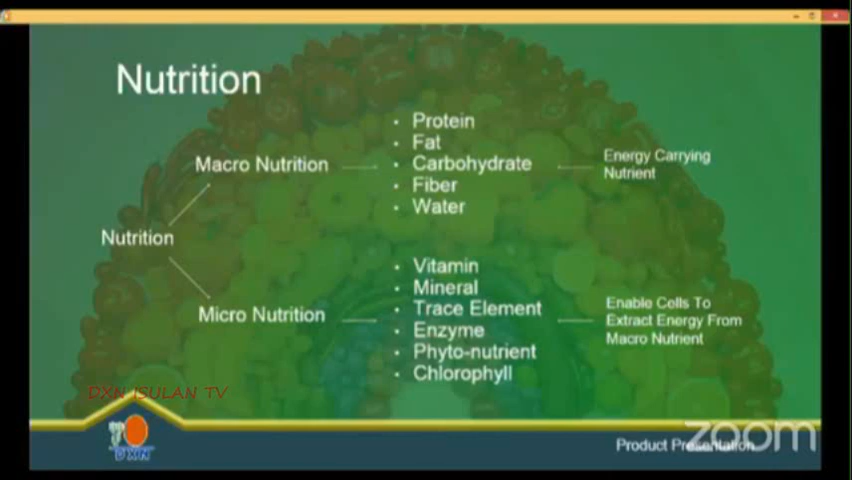 Nutrition
Macro Nutrition
Protein
Fat
Carbohydrate
Fiber
Water
Energy Carrying
Nutrient
Nutrition
Micro Nutrition
Vitamin
Mineral
Trace Element
Enzyme
Phyto-nutrient
Chlorophyll
Enable Cells To
Extract Energy From
Macro Nutrient
DXN ISULAN TV
DXN
Product Presentation
zoom